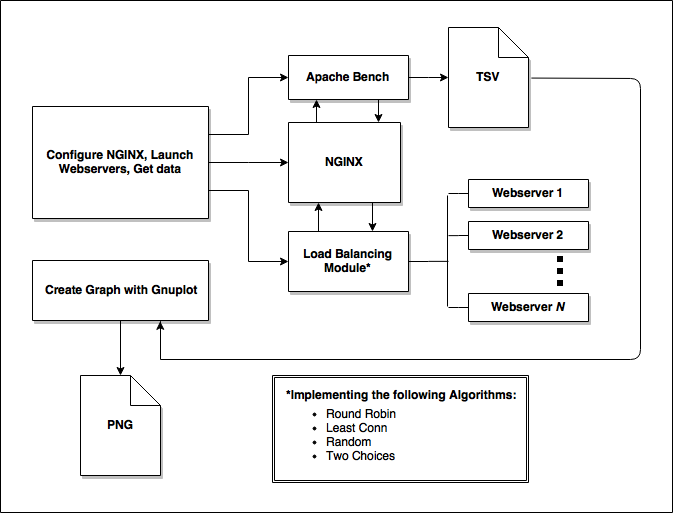 Apache Bench
TSV
Configure NGINX, Launch
Webservers, Get data
NGINX
Webserver 1
Webserver 2
Load Balancing
Module*
Create Graph with Gnuplot
Webserver N
PNG
*Implementing the following Algorithms:
• Round Robin
• Least Conn
• Random
• Two Choices